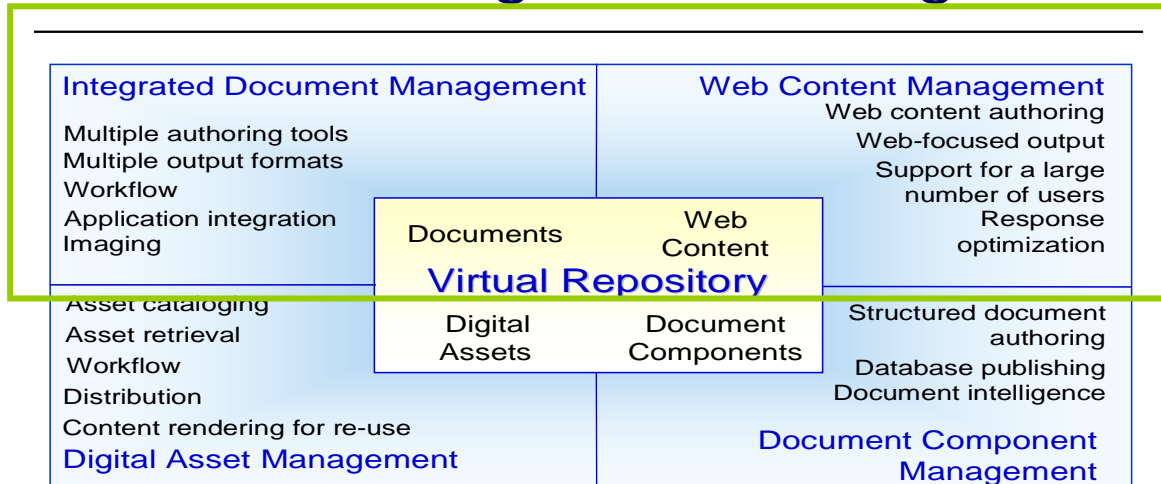 Integrated Document Management
Multiple authoring tools
Multiple output formats
Workflow
Application integration
Imaging
Web Content Management
Web content authoring
Web-focused output
Support for a large
number of users
Response
optimization
Documents
Web
Content
Virtual Repository
Digital
Assets
Document
Components
Asset cataloging
Asset retrieval
Workflow
Distribution
Content rendering for re-use
Digital Asset Management
Structured document
authoring
Database publishing
Document intelligence
Document Component
Management